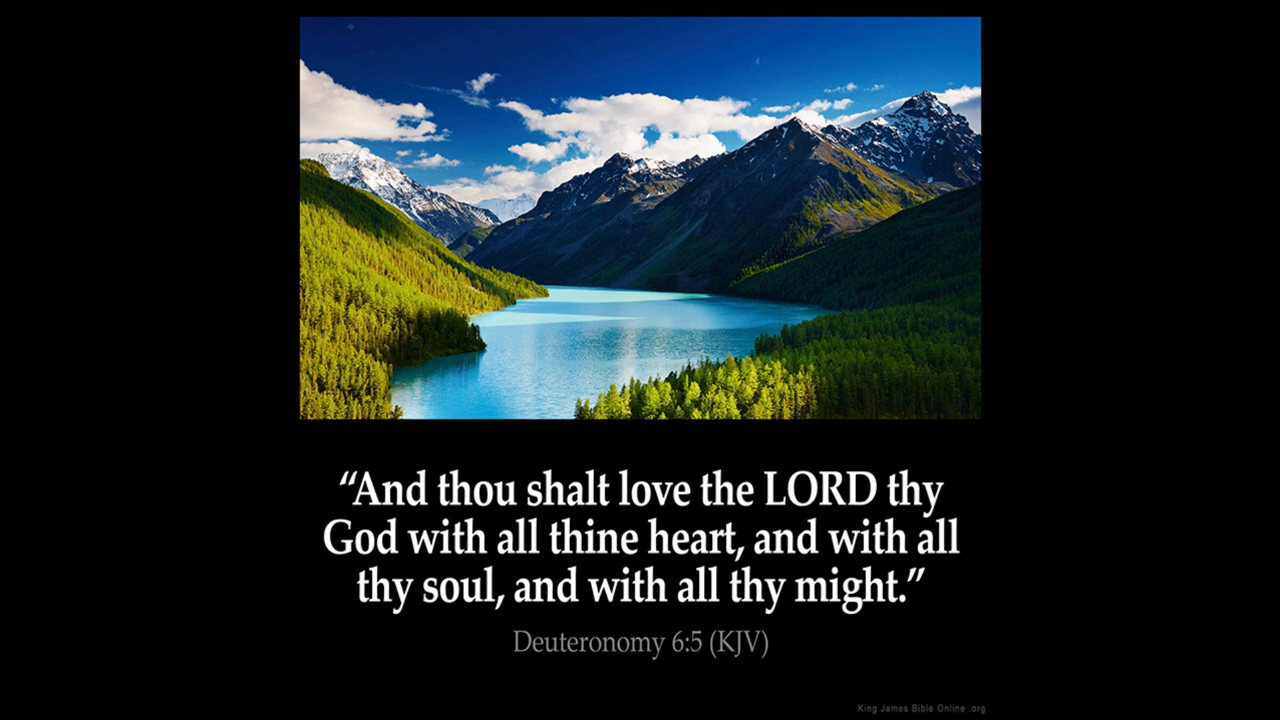 “And thou shalt love the LORD thy
God with all thine heart, and with all
thy soul, and with all thy might.”
Deuteronomy 6:5 (KJV)
King James Bible Online .org